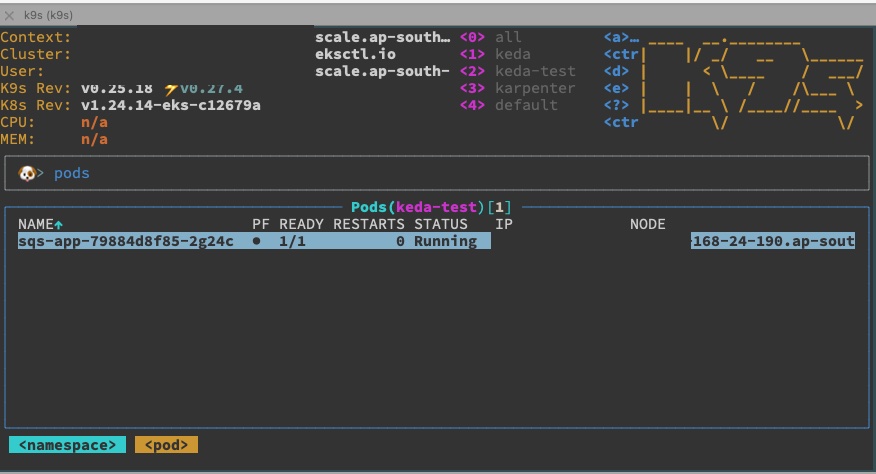 k9s (k9s)
Context: scale.ap-south… <0> all <a>…
Cluster: eksctl.io <1> keda <ctr
User: scale.ap-south- <2> keda-test <d>
K9s Rev: v0.25.18 ⚡v0.27.4 <3> karpenter <e>
K8s Rev: v1.24.14-eks-c12679a <4> default <?>
CPU: n/a <ctr
MEM: n/a
🐶> pods
Pods(keda-test)[1]
NAME↑ PF READY RESTARTS STATUS IP NODE
sqs-app-79884d8f85-2g24c ● 1/1 0 Running 168-24-190.ap-sout
<namespace> <pod>